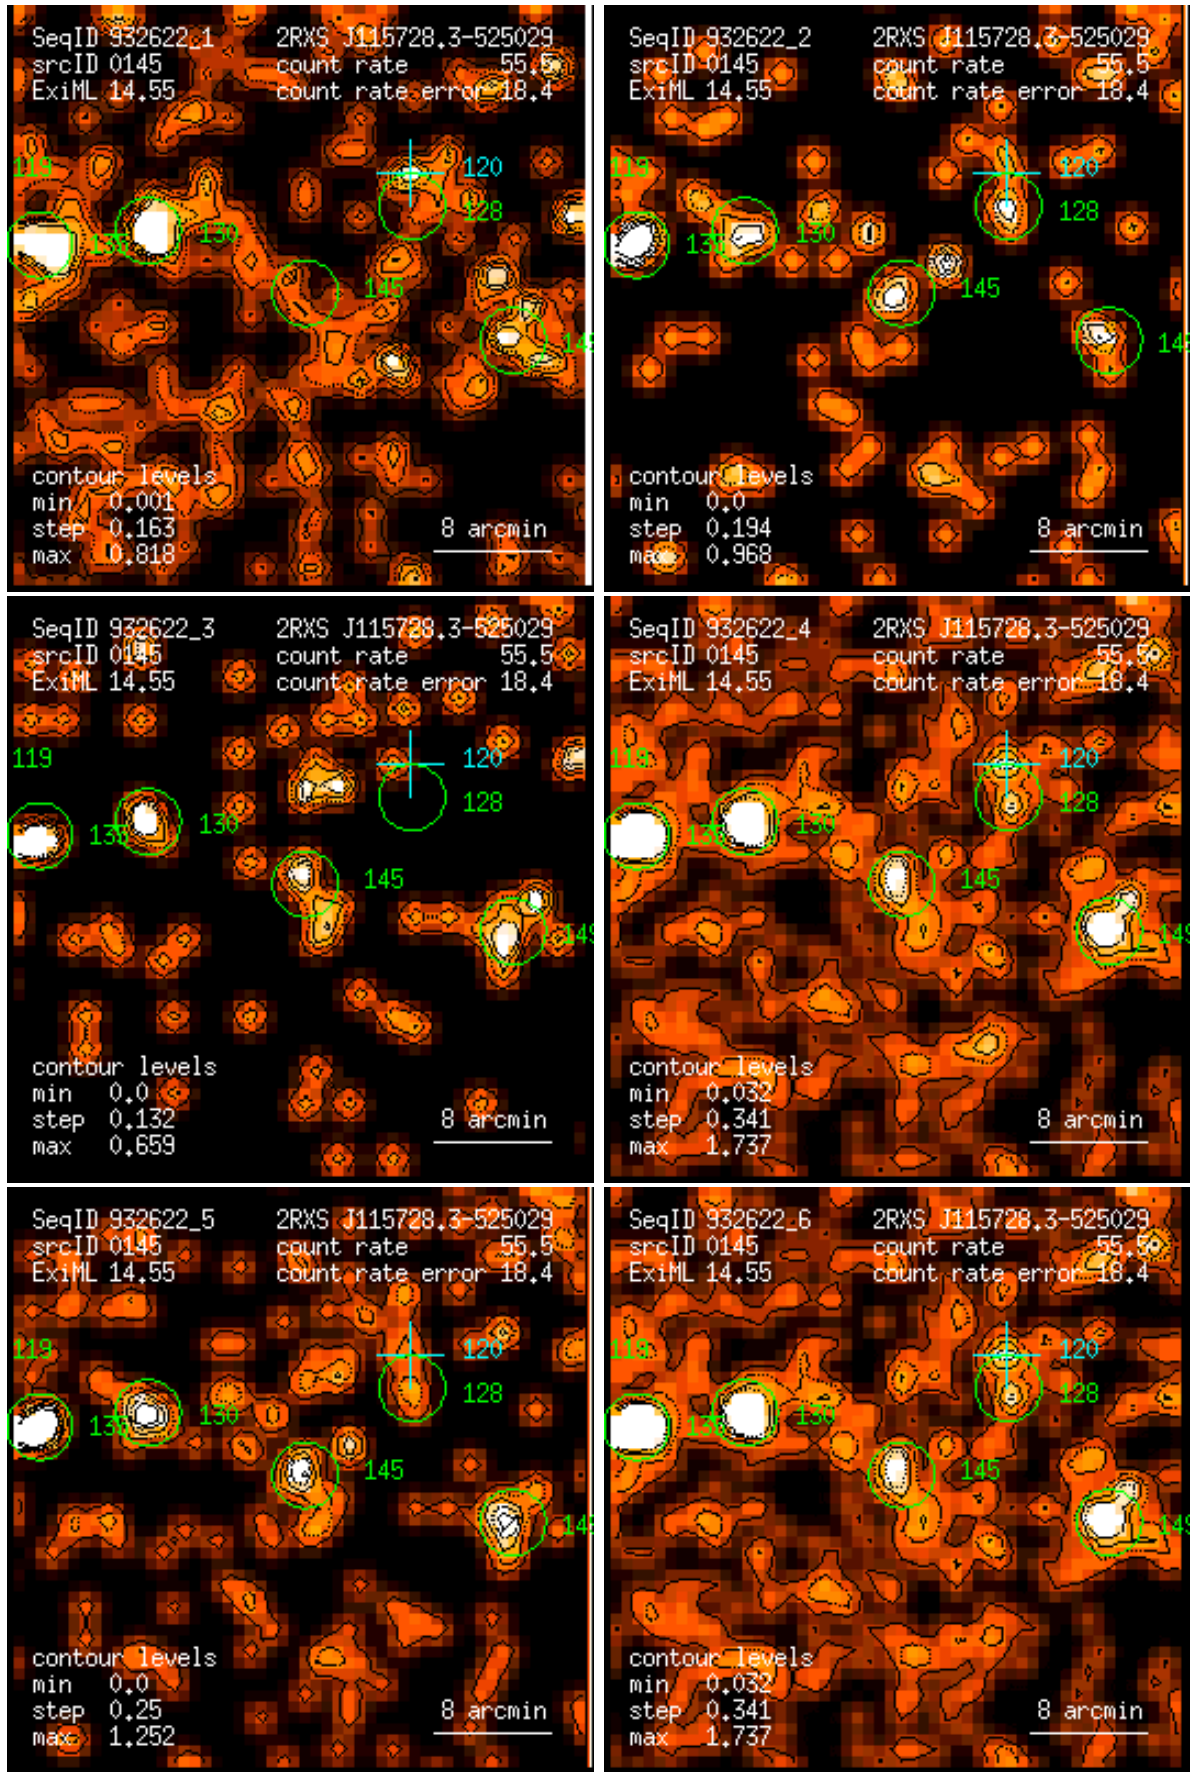 SeqID 932622_1 2RXS J115728.3-525029
srcID 0145 count rate 55.5
ExiML 14.55 count rate error 18.4
119
120
128
130
145
contour levels
min 0.001
step 0.163 8 arcmin
max 0.818
SeqID 932622_2 2RXS J115728.3-525029
srcID 0145 count rate 55.5
ExiML 14.55 count rate error 18.4
119
120
128
130
145
contour levels
min 0.0
step 0.194 8 arcmin
max 0.968
SeqID 932622_3 2RXS J115728.3-525029
srcID 0145 count rate 55.5
ExiML 14.55 count rate error 18.4
119
120
128
130
145
149
contour levels
min 0.0
step 0.132 8 arcmin
max 0.659
SeqID 932622_4 2RXS J115728.3-525029
srcID 0145 count rate 55.5
ExiML 14.55 count rate error 18.4
119
120
128
130
145
149
contour levels
min 0.032
step 0.341 8 arcmin
max 1.737
SeqID 932622_5 2RXS J115728.3-525029
srcID 0145 count rate 55.5
ExiML 14.55 count rate error 18.4
119
120
128
130
145
contour levels
min 0.0
step 0.25 8 arcmin
max 1.252
SeqID 932622_6 2RXS J115728.3-525029
srcID 0145 count rate 55.5
ExiML 14.55 count rate error 18.4
119
120
128
130
145
149
contour levels
min 0.032
step 0.341 8 arcmin
max 1.737